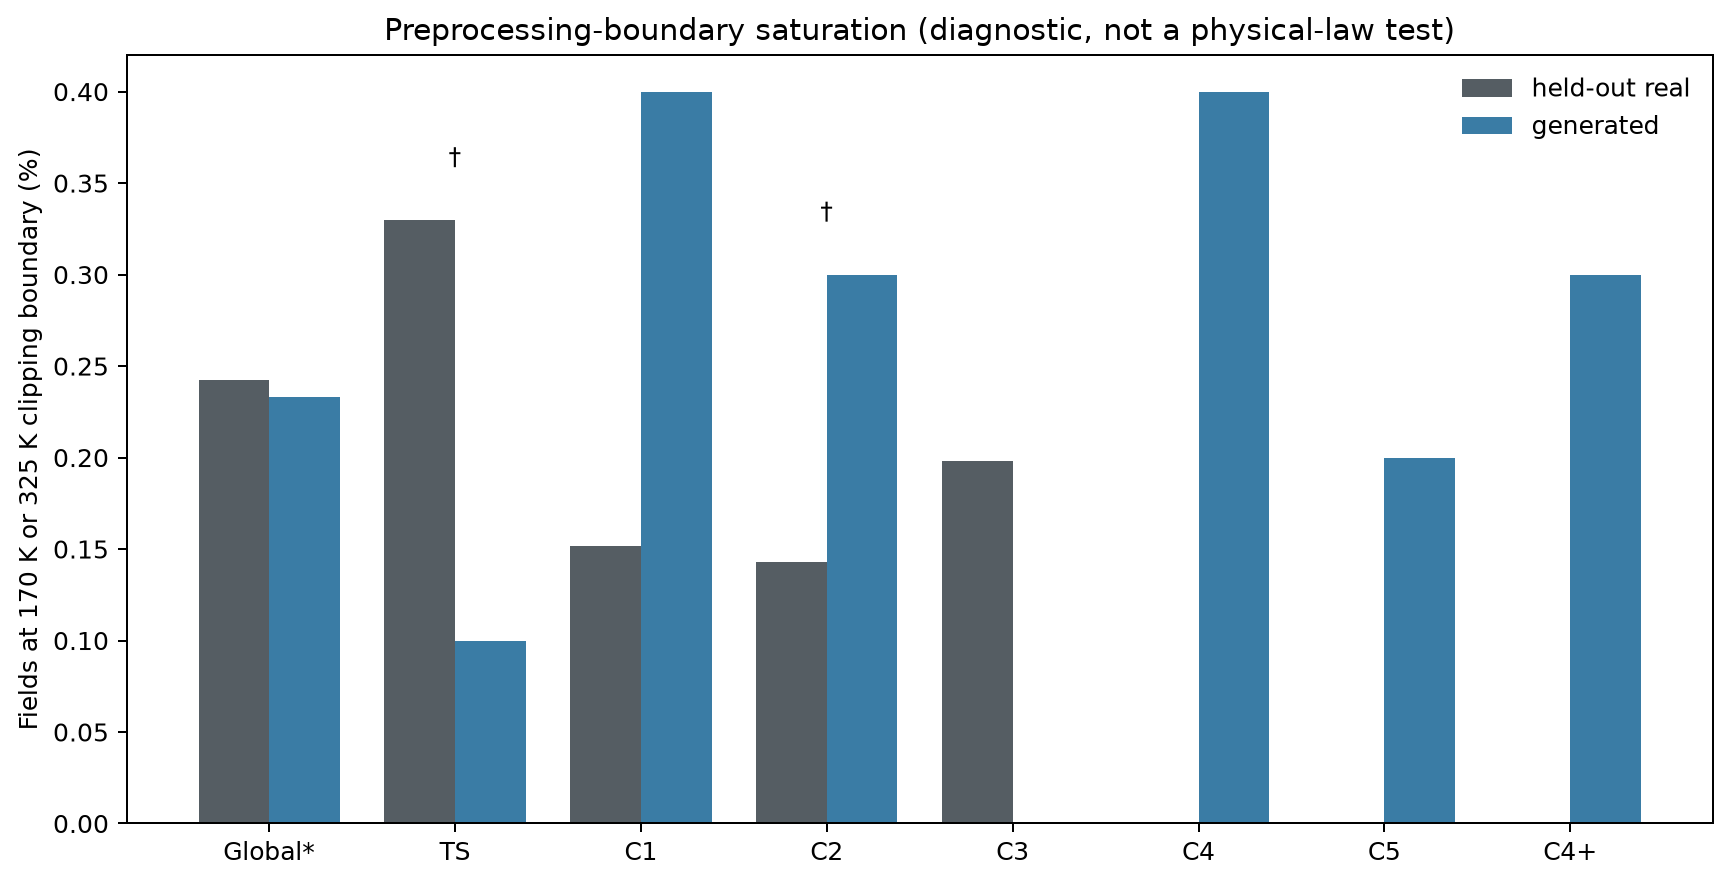 Preprocessing-boundary saturation (diagnostic, not a physical-law test)
Fields at 170 K or 325 K clipping boundary (%)
held-out real
generated
0.40
0.35
0.30
0.25
0.20
0.15
0.10
0.05
0.00
†
†
Global* TS C1 C2 C3 C4 C5 C4+